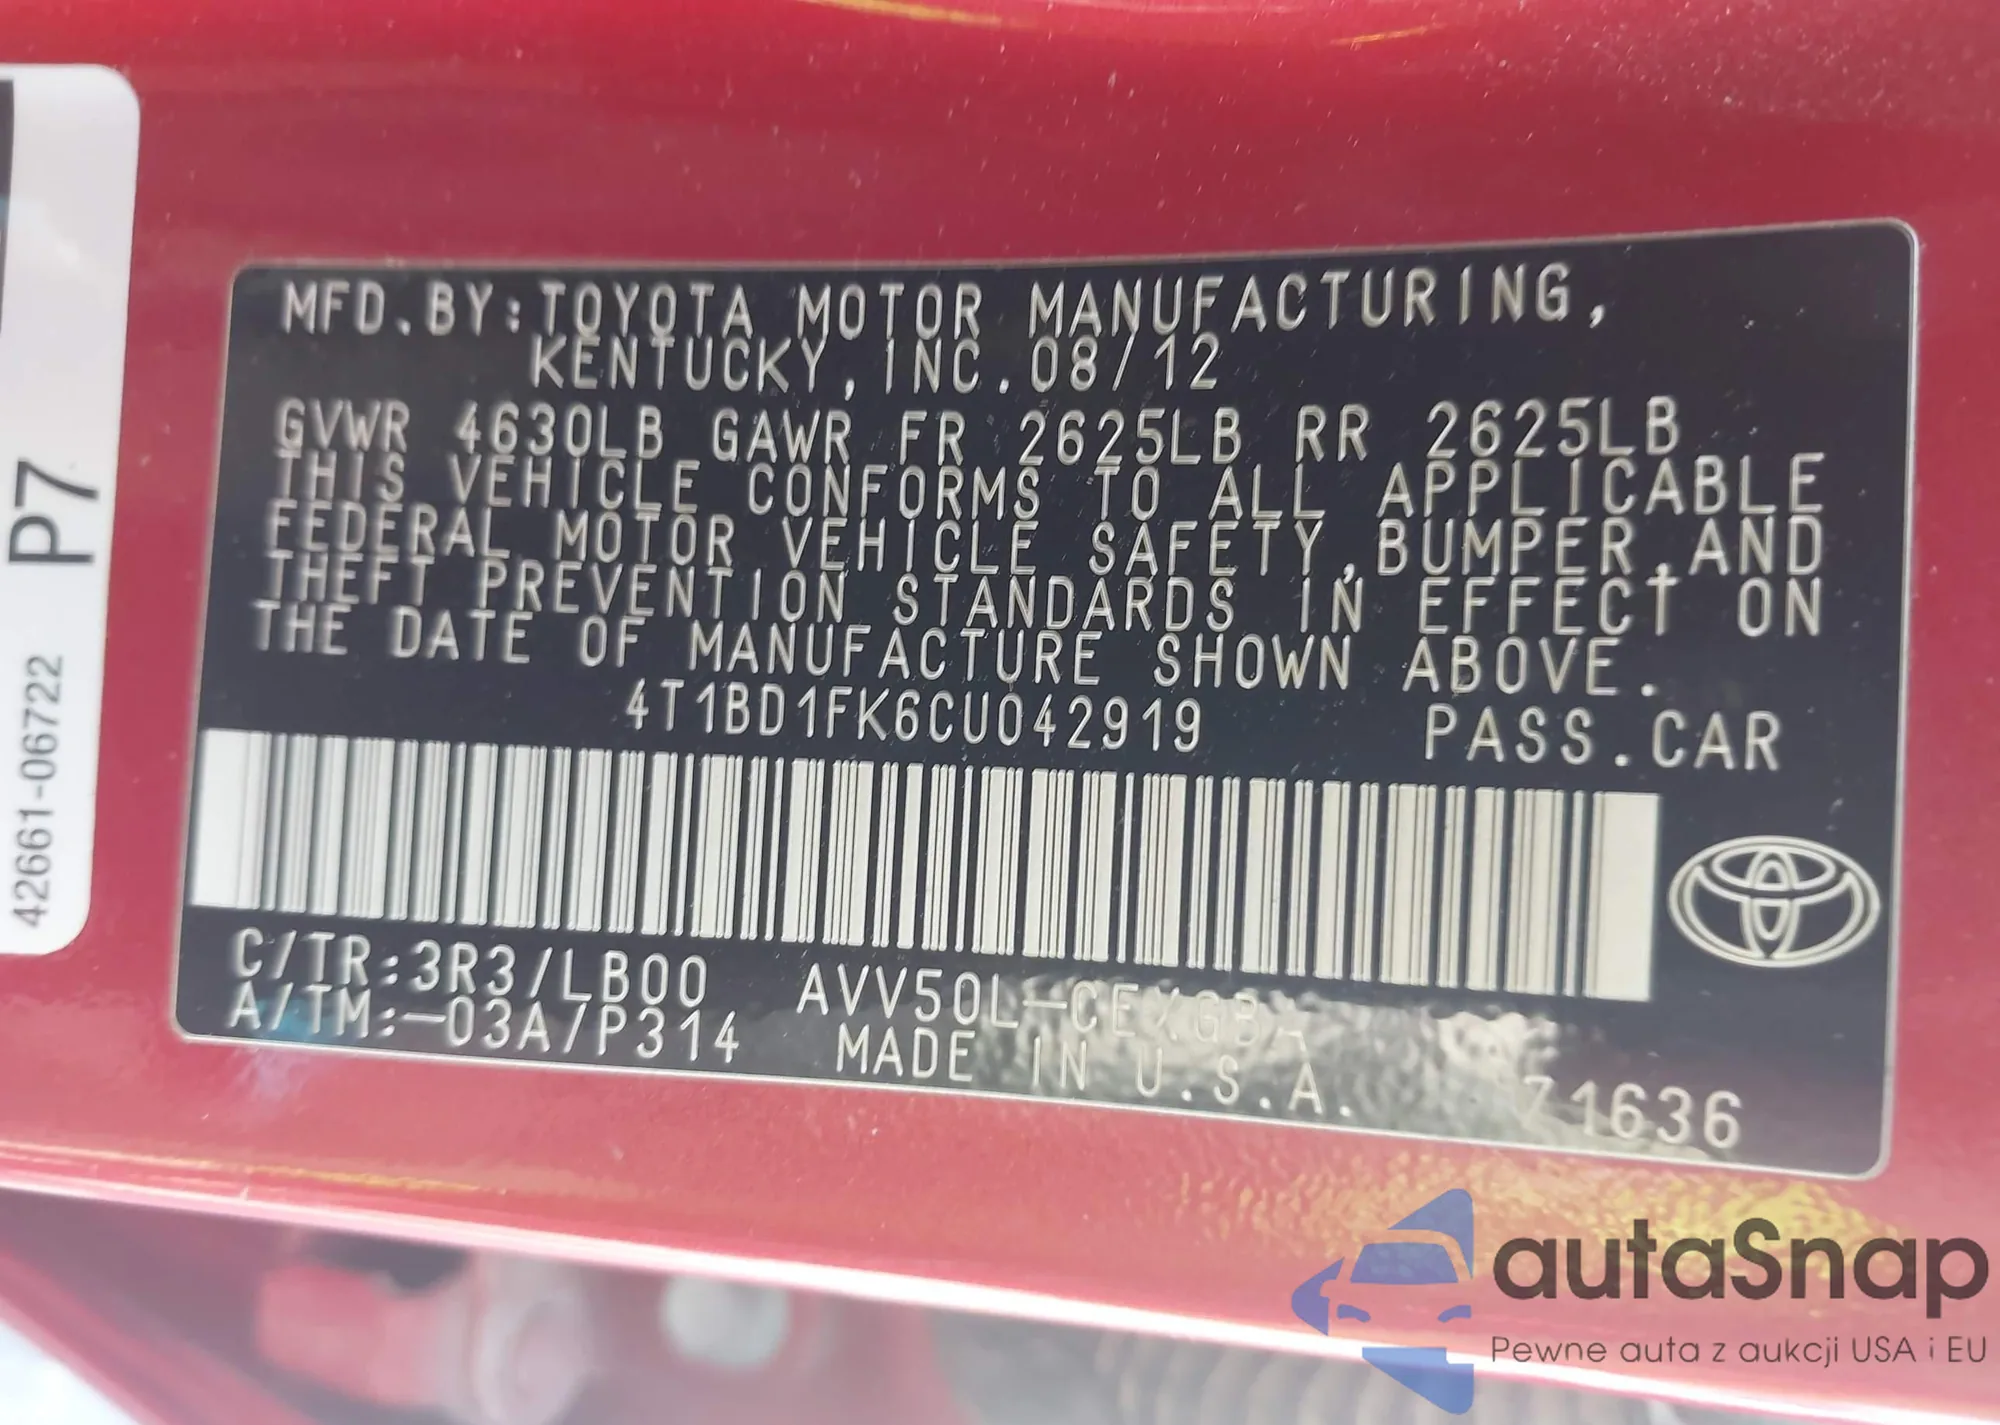 MFD.BY:TOYOTA MOTOR MANUFACTURING,
KENTUCKY, INC.08/12
GVWR 4630LB GAWR FR 2625LB RR 2625LB
THIS VEHICLE CONFORMS TO ALL APPLICABLE
FEDERAL MOTOR VEHICLE SAFETY,BUMPER,AND
THEFT PREVENTION STANDARDS IN EFFECT ON
THE DATE OF MANUFACTURE SHOWN ABOVE.
4T1BD1FK6CU042919 PASS.CAR
C/TR:3R3/LB00 AVV50L-CEXGBA
A/TM:-03A/P314 MADE IN U.S.A. Z1636
P7
42661-06722
autaSnap
Pewne auta z aukcji USA i EU